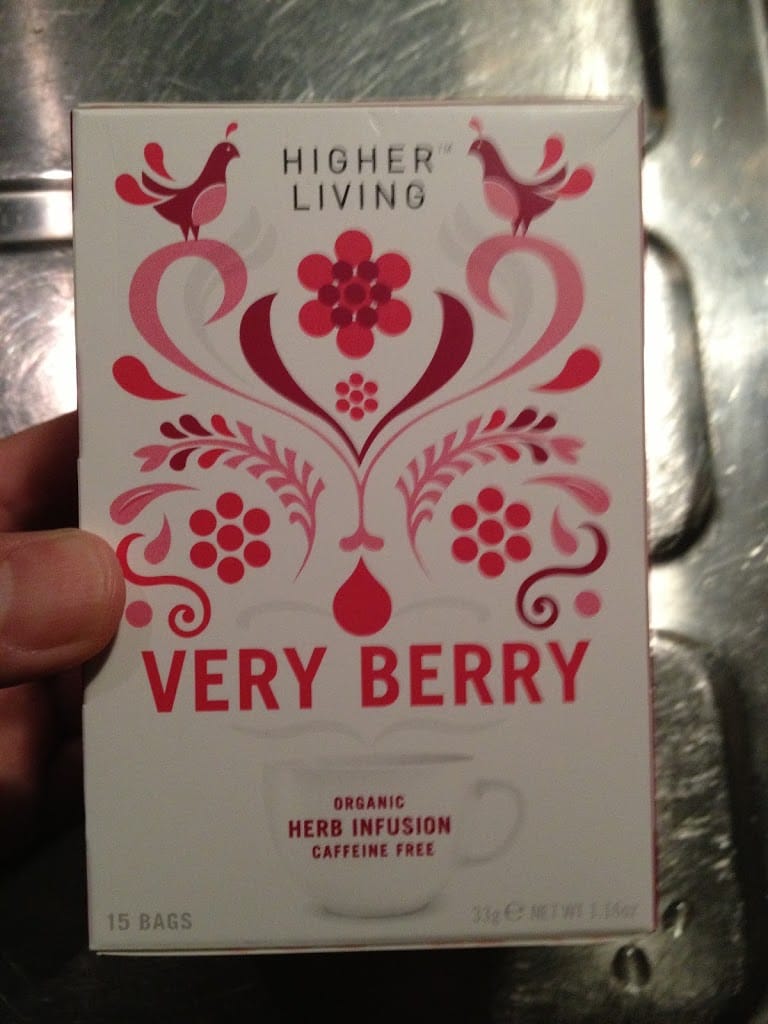 HIGHER™
LIVING
VERY BERRY
ORGANIC
HERB INFUSION
CAFFEINE FREE
15 BAGS
33g ℮ NET WT 1.16oz